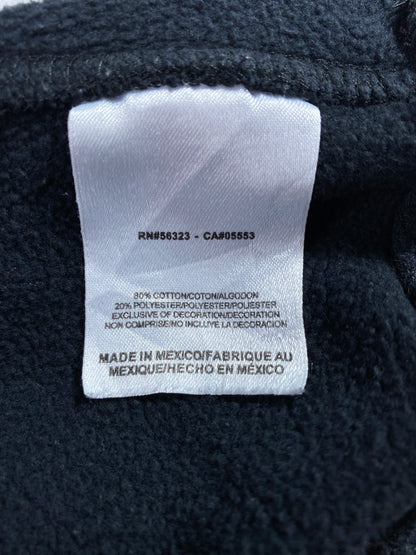 RN#56323 - CA#05553
80% COTTON/COTON/ALGODON
20% POLYESTER/POLYESTER/POLIÉSTER
EXCLUSIVE OF DECORATION/DECORATION
NON COMPRISE/NO INCLUYE LA DECORACION
MADE IN MEXICO/FABRIQUE AU
MEXIQUE/HECHO EN MÉXICO